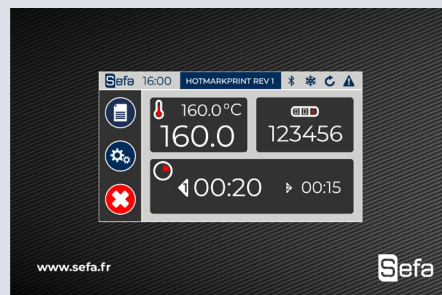 Sefa 16:00 HOTMARKPRINT REV 1
160.0°C
160.0
123456
1 00:20 00:15
www.sefa.fr
Sefa